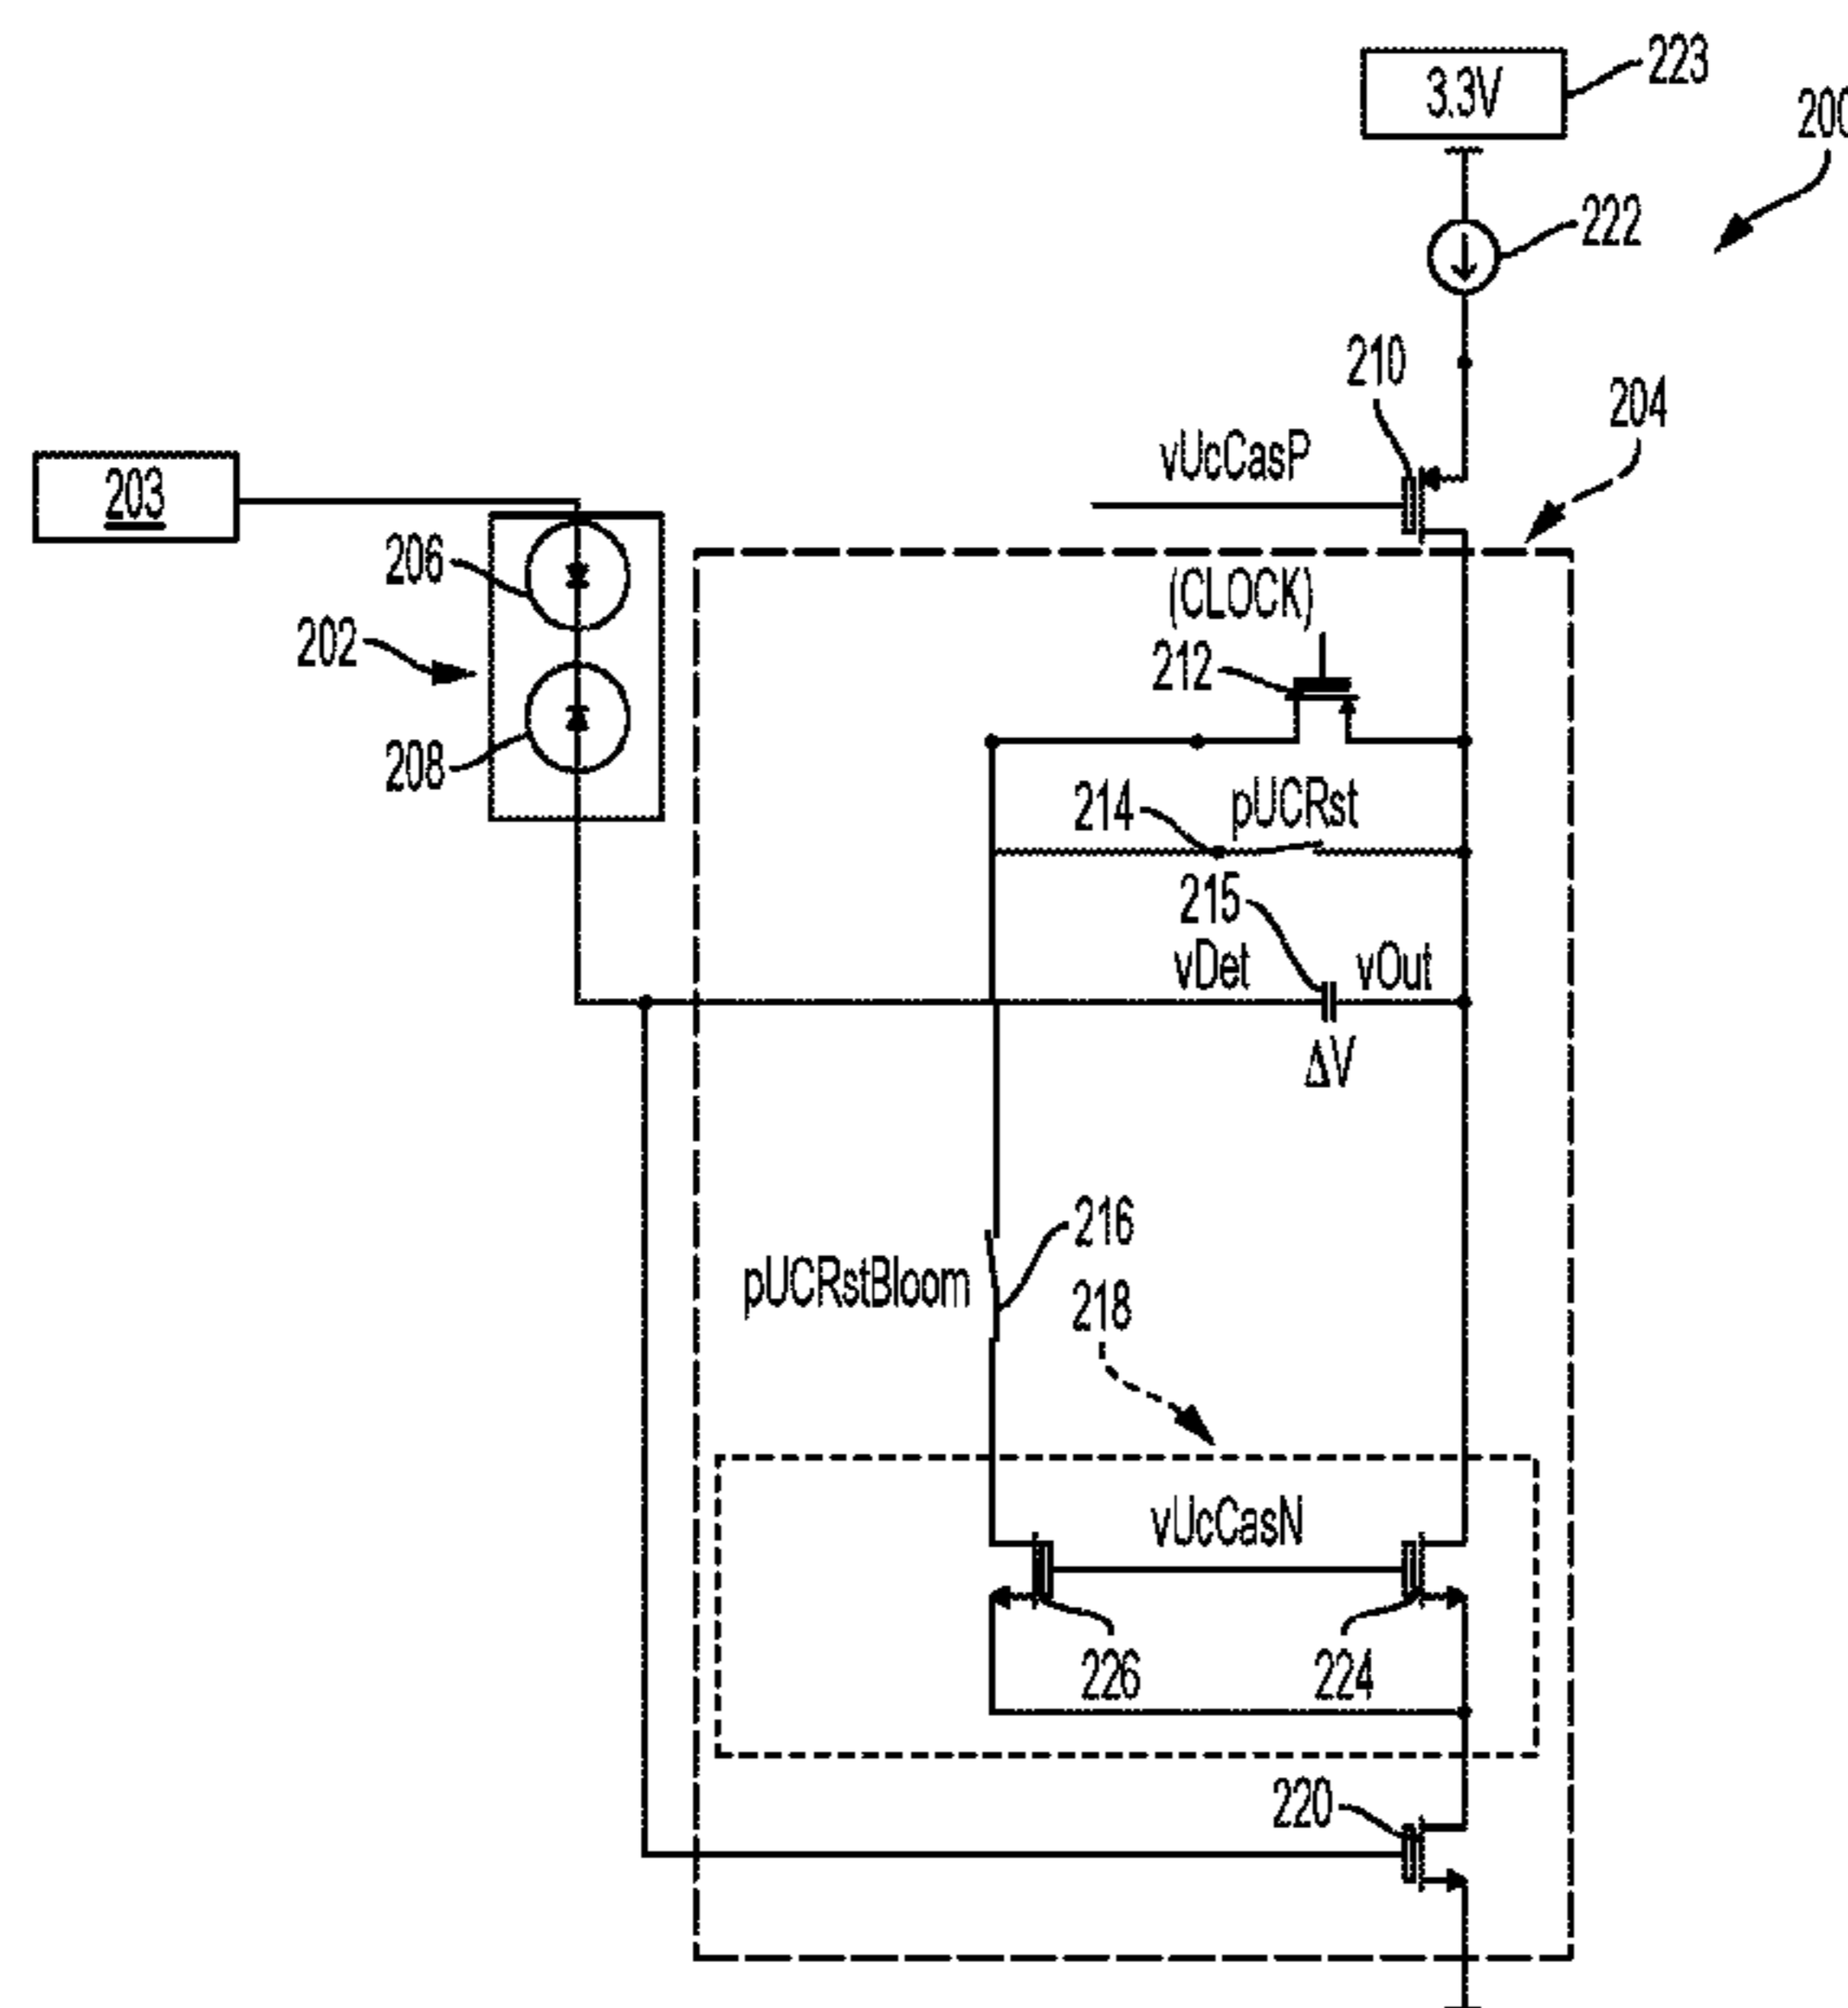 3.3V
223
200
222
210
204
vUcCasP
203
206
(CLOCK)
202
212
208
214
pUCRst
215
vDet
vOut
ΔV
216
pUCRstBloom
218
vUcCasN
226
224
220